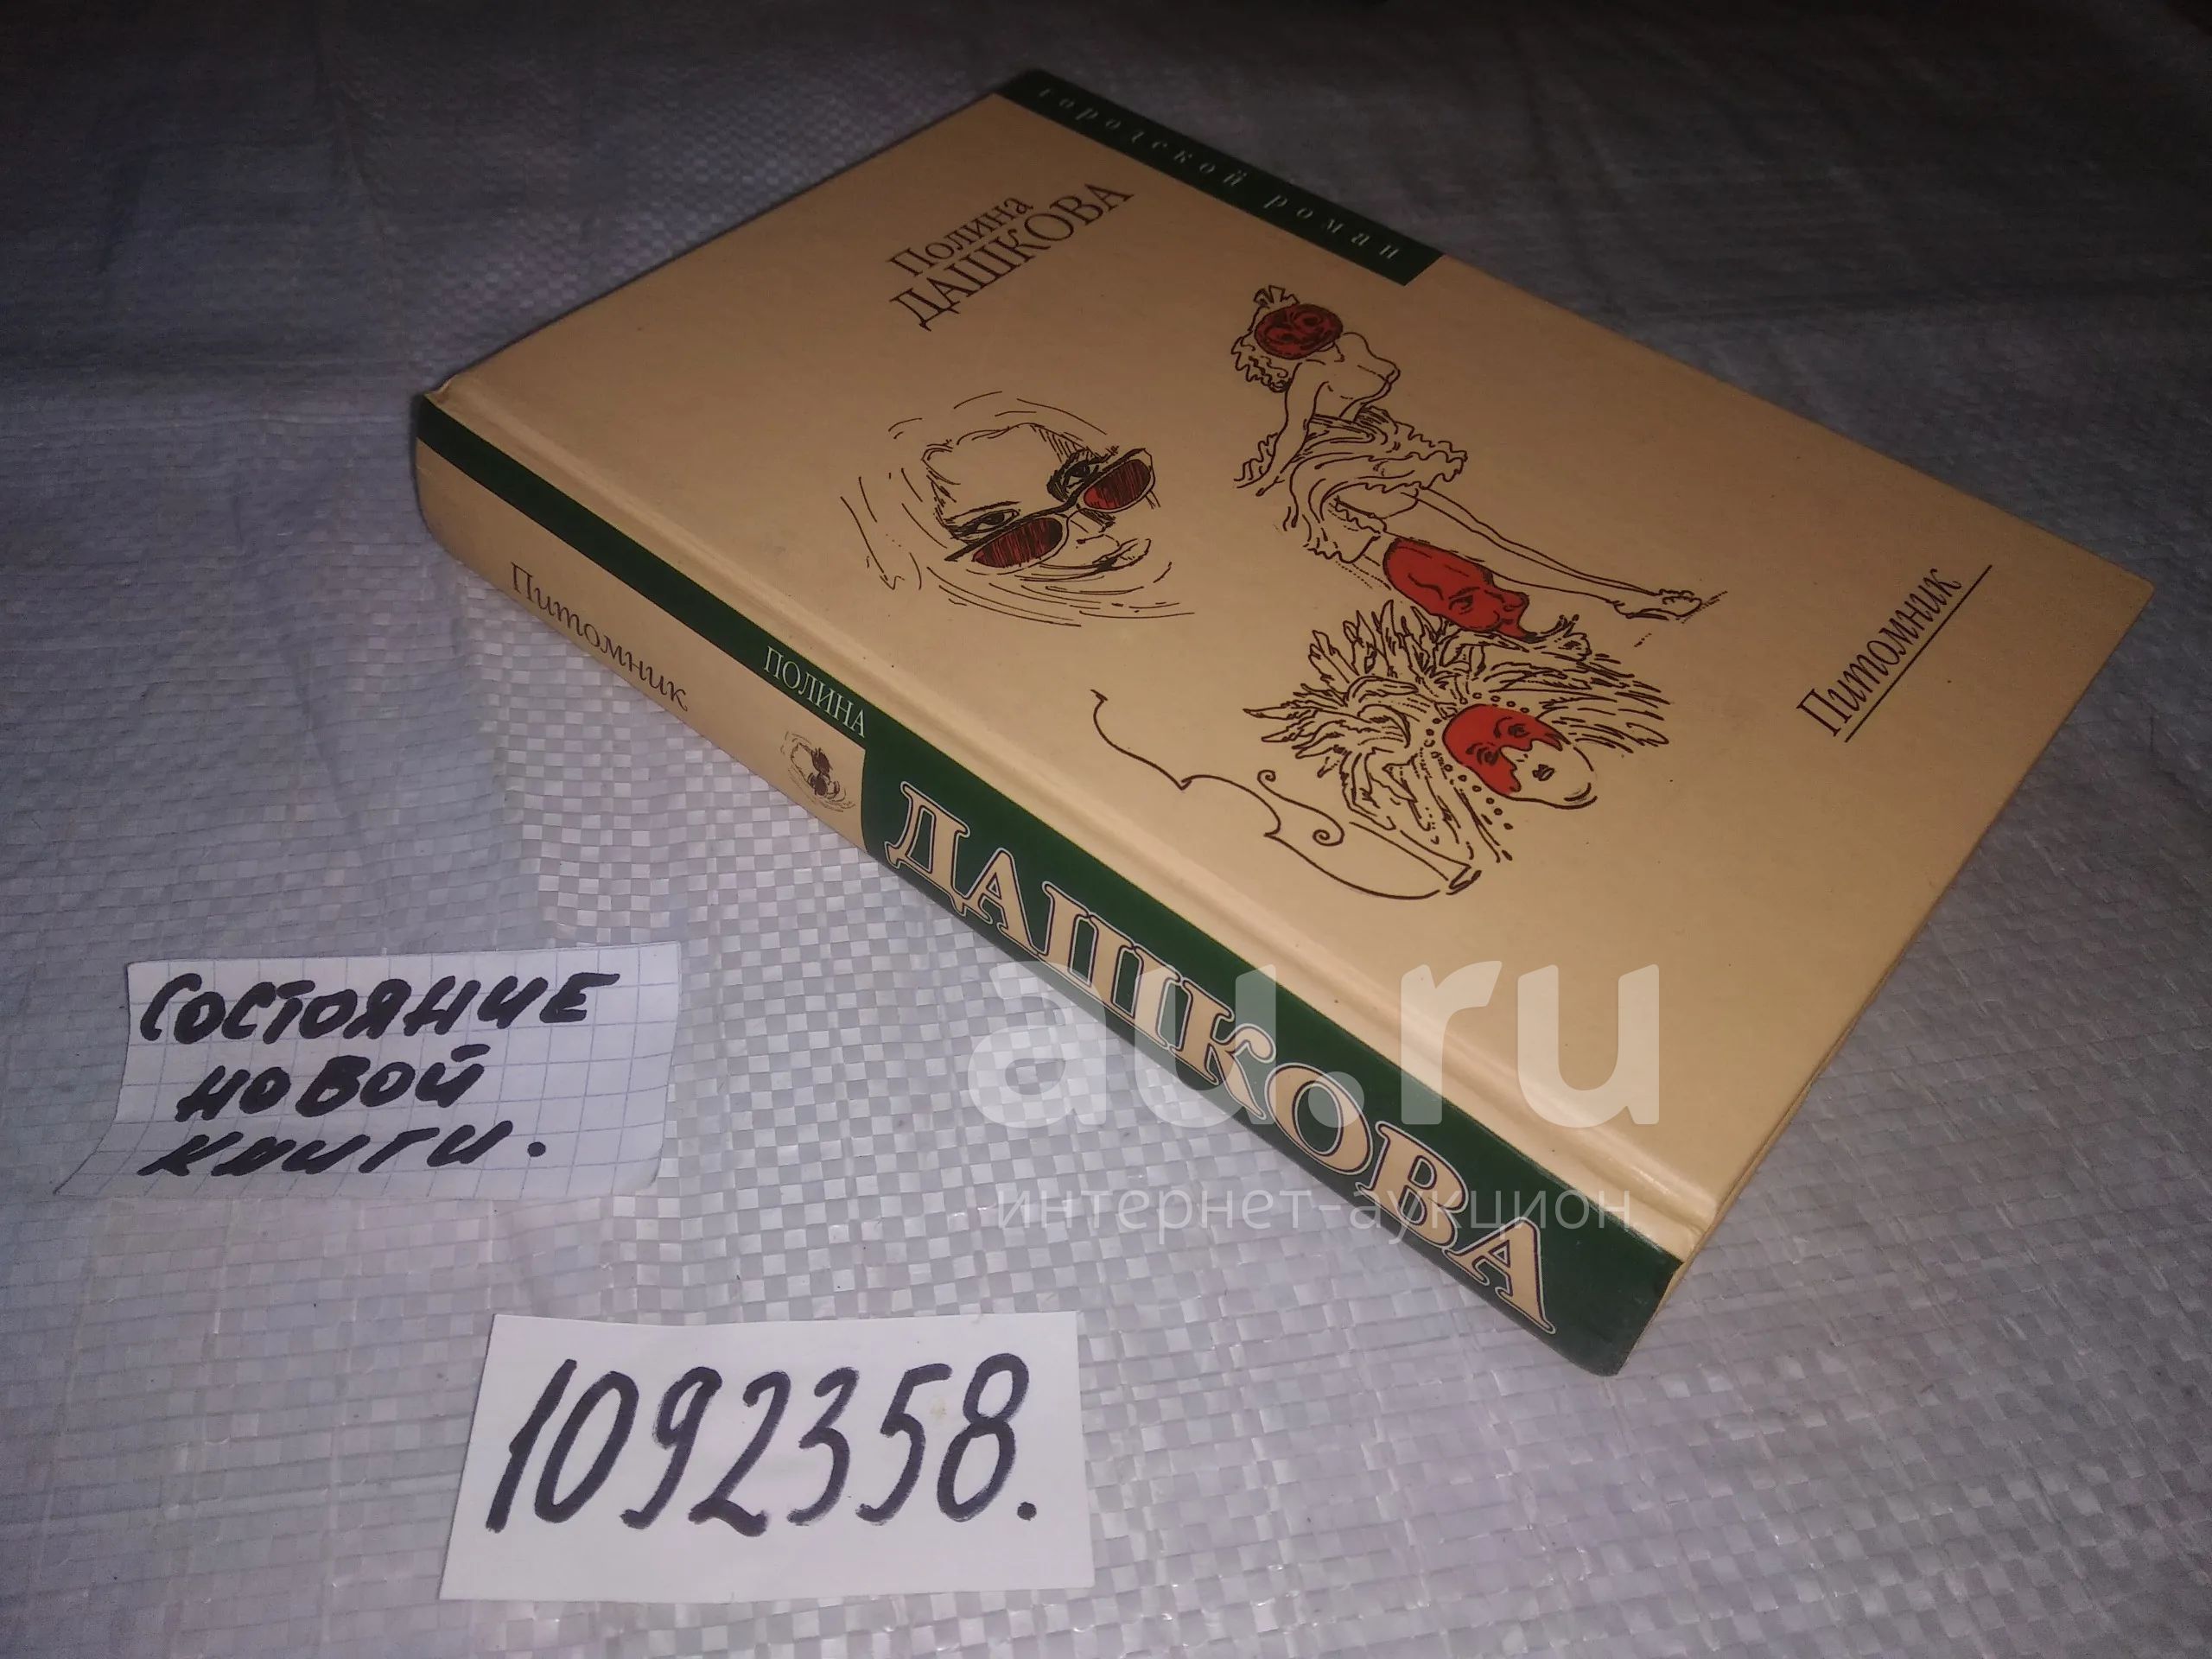 городской роман
Полина
ДАШКОВА
Питомник
Питомник
ПОЛИНА
ДАШКОВА
au.ru
интернет-аукцион
СОСТОЯНИЕ
НОВОЙ
КНИГИ.
1092358.